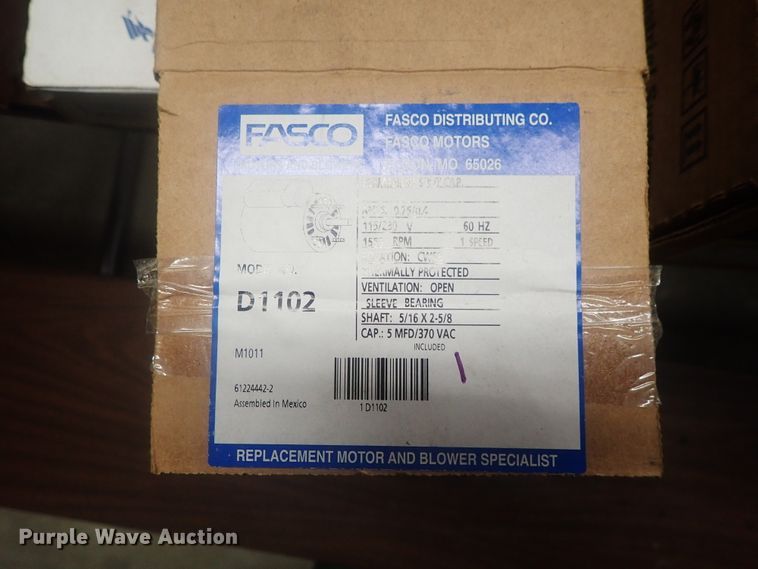 FASCO
FASCO DISTRIBUTING CO.
FASCO MOTORS
MO 65026
115/230 V 60 HZ
RPM 1 SPEED
THERMALLY PROTECTED
VENTILATION: OPEN
SLEEVE BEARING
SHAFT: 5/16 X 2-5/8
CAP.: 5 MFD/370 VAC
INCLUDED
D1102
M1011
61224442-2
Assembled In Mexico
1 D1102
REPLACEMENT MOTOR AND BLOWER SPECIALIST
Purple Wave Auction